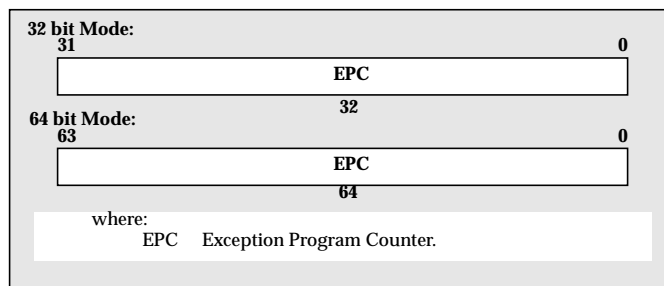 32 bit Mode:
31 0
EPC
32
64 bit Mode:
63 0
EPC
64
where:
EPC Exception Program Counter.